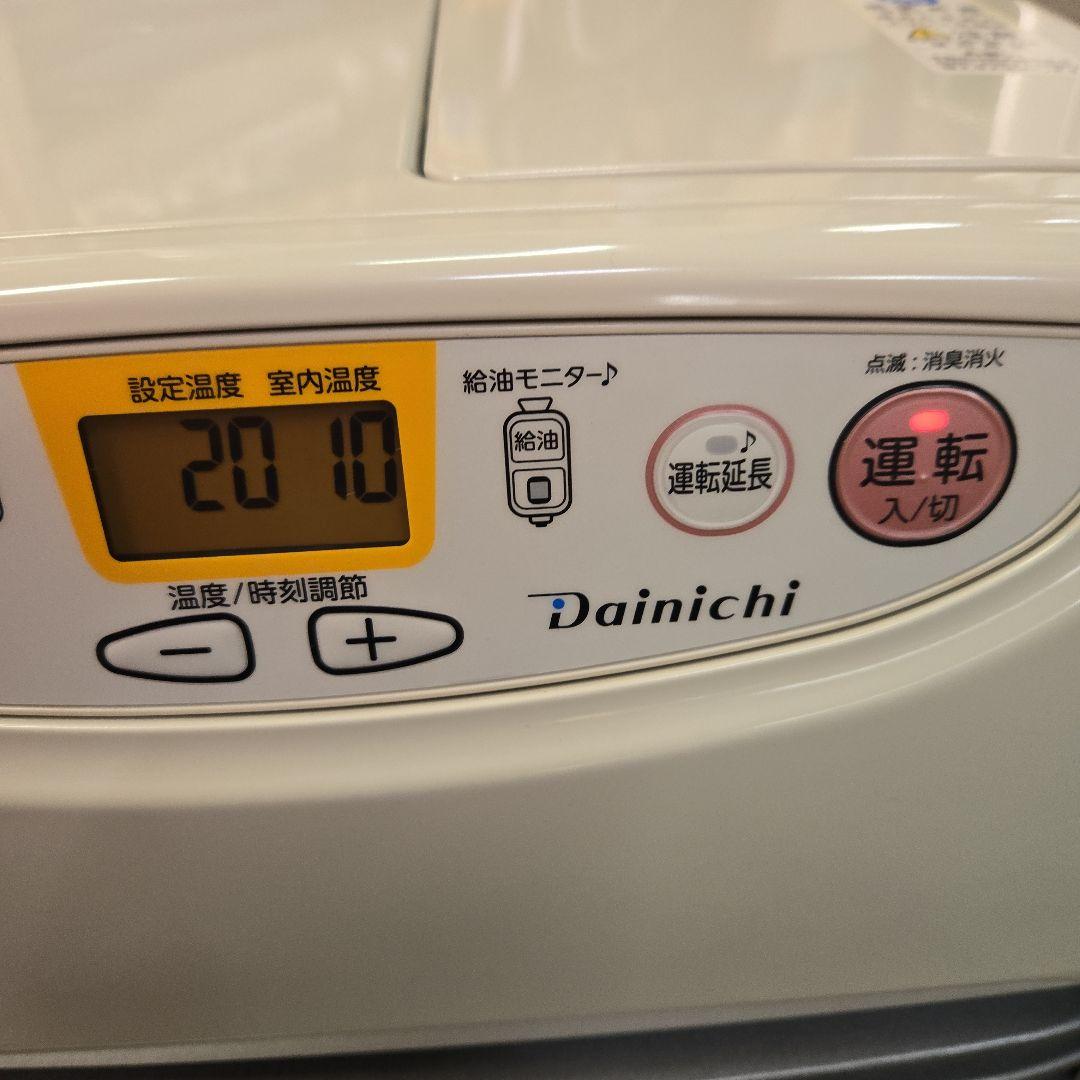 点滅:消臭消火
設定温度 室内温度
給油モニター♪
20 10
給油
♪
運転延長
運転
入/切
温度/時刻調節
− +
Dainichi